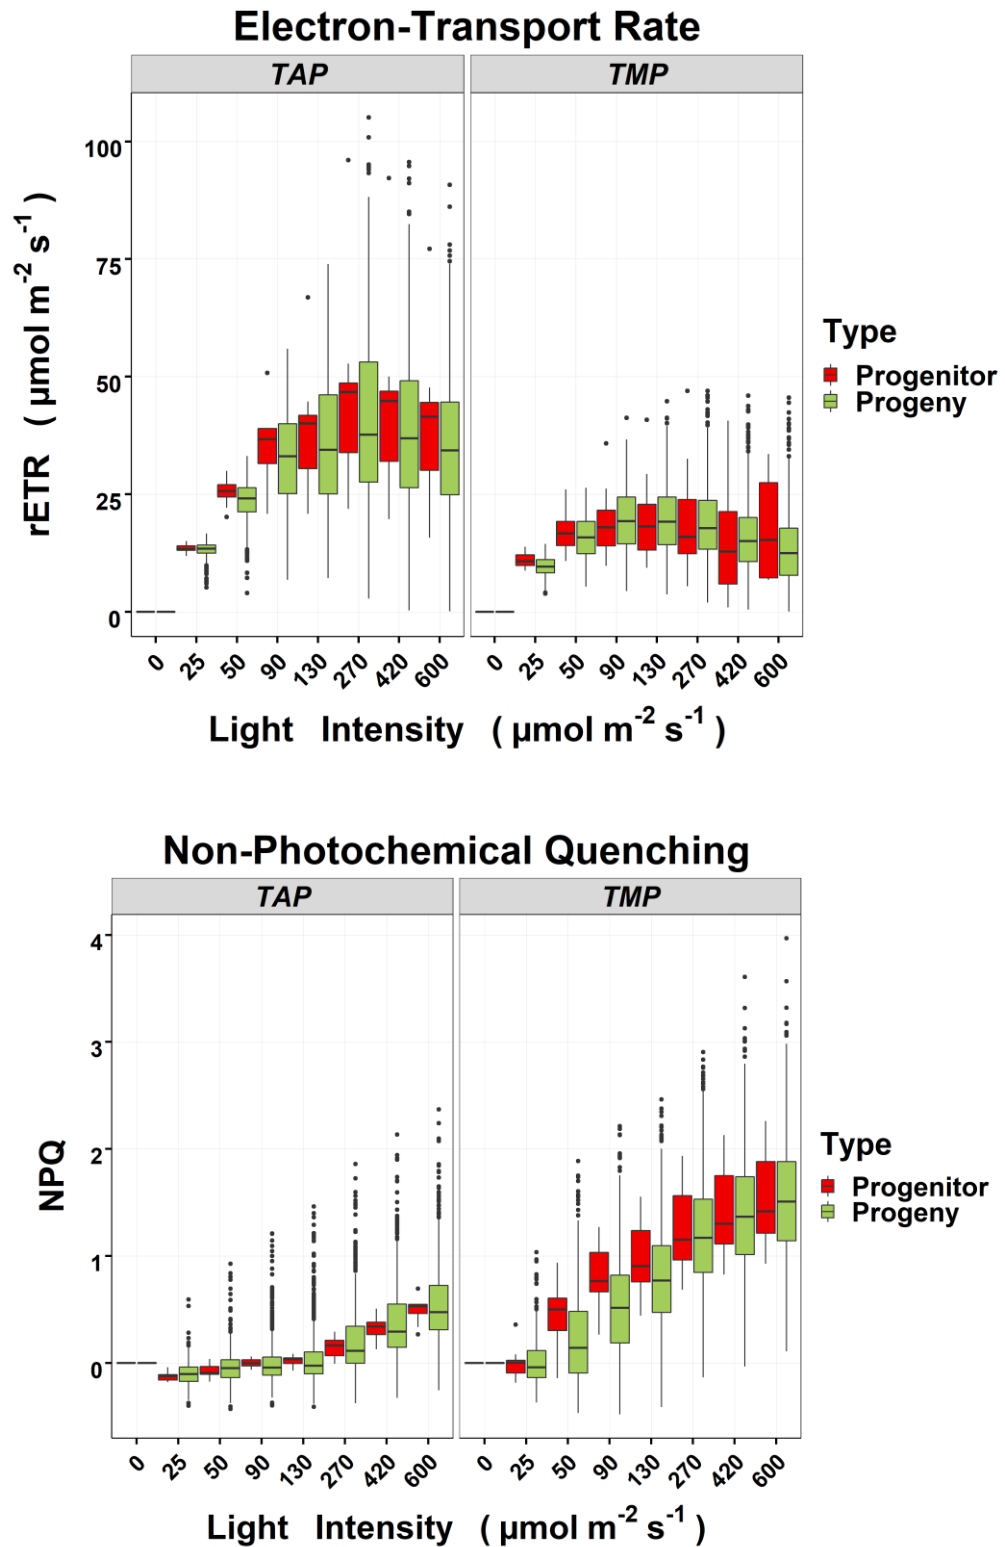 Electron-Transport Rate
TAP TMP
100
75
50
25
0
rETR ( µmol m-2 s-1 )
0 25 50 90 130 270 420 600 0 25 50 90 130 270 420 600
Light Intensity ( µmol m-2 s-1 )
Type
Progenitor
Progeny
Non-Photochemical Quenching
TAP TMP
4
3
2
1
0
NPQ
0 25 50 90 130 270 420 600 0 25 50 90 130 270 420 600
Light Intensity ( µmol m-2 s-1 )
Type
Progenitor
Progeny